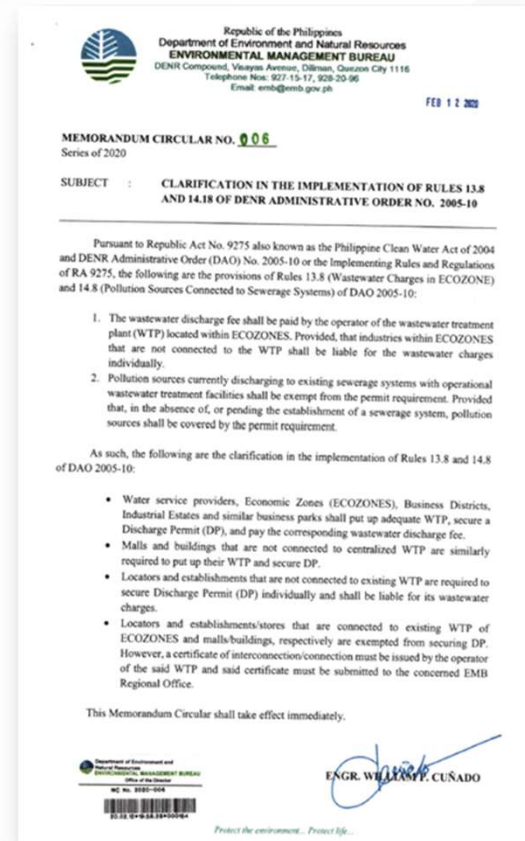 Republic of the Philippines
Department of Environment and Natural Resources
ENVIRONMENTAL MANAGEMENT BUREAU
DENR Compound, Visayas Avenue, Diliman, Quezon City 1116
Telephone Nos: 927-15-17, 928-20-96
Email: emb@emb.gov.ph
FEB 12 2020
MEMORANDUM CIRCULAR NO. 006
Series of 2020
SUBJECT : CLARIFICATION IN THE IMPLEMENTATION OF RULES 13.8
AND 14.18 OF DENR ADMINISTRATIVE ORDER NO. 2005-10
Pursuant to Republic Act No. 9275 also known as the Philippine Clean Water Act of 2004
and DENR Administrative Order (DAO) No. 2005-10 or the Implementing Rules and Regulations
of RA 9275, the following are the provisions of Rules 13.8 (Wastewater Charges in ECOZONE)
and 14.8 (Pollution Sources Connected to Sewerage Systems) of DAO 2005-10:
1. The wastewater discharge fee shall be paid by the operator of the wastewater treatment
plant (WTP) located within ECOZONES. Provided, that industries within ECOZONES
that are not connected to the WTP shall be liable for the wastewater charges
individually.
2. Pollution sources currently discharging to existing sewerage systems with operational
wastewater treatment facilities shall be exempt from the permit requirement. Provided
that, in the absence of, or pending the establishment of a sewerage system, pollution
sources shall be covered by the permit requirement.
As such, the following are the clarification in the implementation of Rules 13.8 and 14.8
of DAO 2005-10:
• Water service providers, Economic Zones (ECOZONES), Business Districts,
Industrial Estates and similar business parks shall put up adequate WTP, secure a
Discharge Permit (DP), and pay the corresponding wastewater discharge fee.
• Malls and buildings that are not connected to centralized WTP are similarly
required to put up their WTP and secure DP.
• Locators and establishments that are not connected to existing WTP are required to
secure Discharge Permit (DP) individually and shall be liable for its wastewater
charges.
• Locators and establishments/stores that are connected to existing WTP of
ECOZONES and malls/buildings, respectively are exempted from securing DP.
However, a certificate of interconnection/connection must be issued by the operator
of the said WTP and said certificate must be submitted to the concerned EMB
Regional Office.
This Memorandum Circular shall take effect immediately.
Department of Environment and
Natural Resources
ENVIRONMENTAL MANAGEMENT BUREAU
Office of the Director
MC No. 2020-006
ENGR. WILLIAM P. CUÑADO
Protect the environment... Protect life...